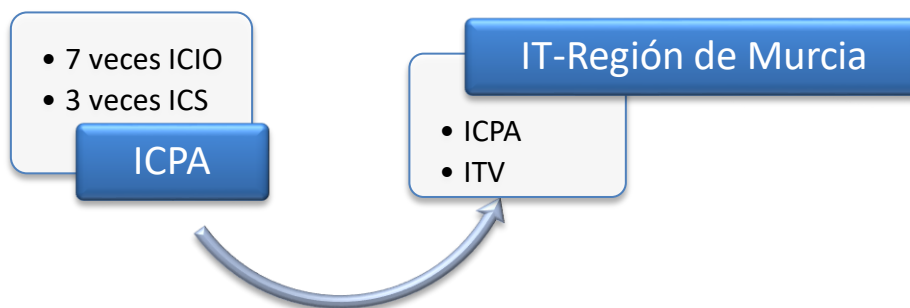 • 7 veces ICIO
• 3 veces ICS
ICPA
IT-Región de Murcia
• ICPA
• ITV